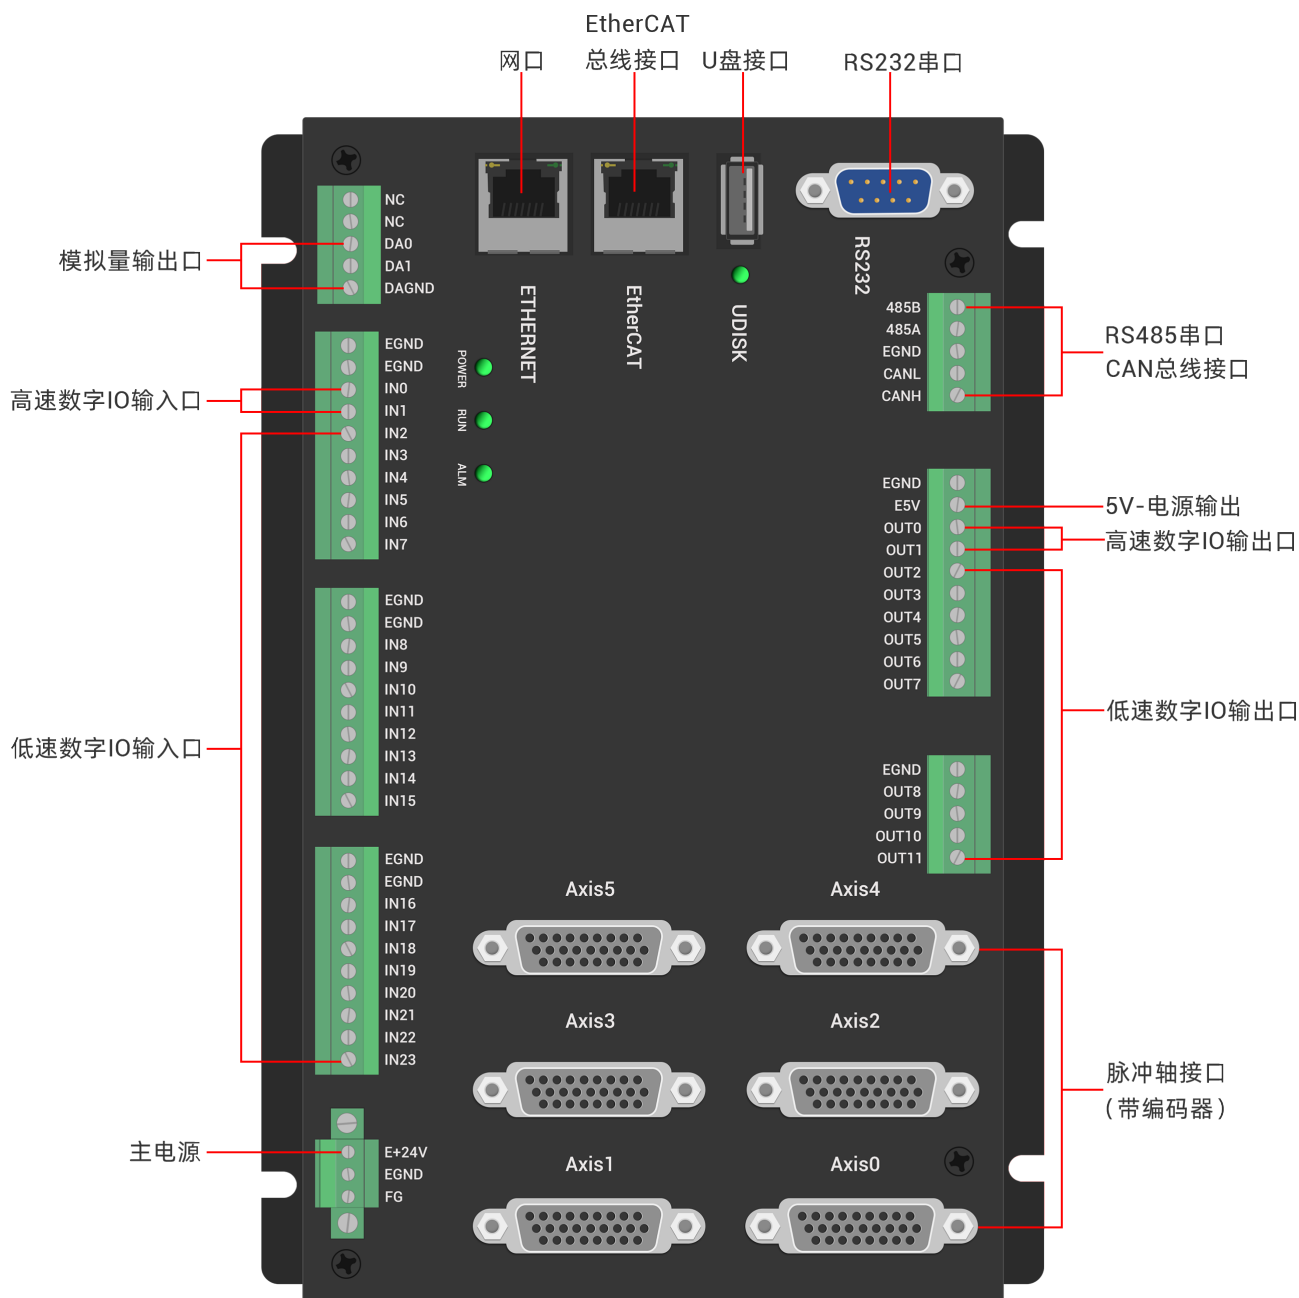 EtherCAT
总线接口
网口
U盘接口
RS232串口
模拟量输出口
高速数字IO输入口
低速数字IO输入口
主电源
NC
NC
DA0
DA1
DAGND
EGND
EGND
IN0
IN1
IN2
IN3
IN4
IN5
IN6
IN7
EGND
EGND
IN8
IN9
IN10
IN11
IN12
IN13
IN14
IN15
EGND
EGND
IN16
IN17
IN18
IN19
IN20
IN21
IN22
IN23
E+24V
EGND
FG
POWER
RUN
ALM
ETHERNET
EtherCAT
UDISK
RS232
485B
485A
EGND
CANL
CANH
EGND
E5V
OUT0
OUT1
OUT2
OUT3
OUT4
OUT5
OUT6
OUT7
EGND
OUT8
OUT9
OUT10
OUT11
Axis5
Axis4
Axis3
Axis2
Axis1
Axis0
RS485串口
CAN总线接口
5V-电源输出
高速数字IO输出口
低速数字IO输出口
脉冲轴接口
(带编码器)